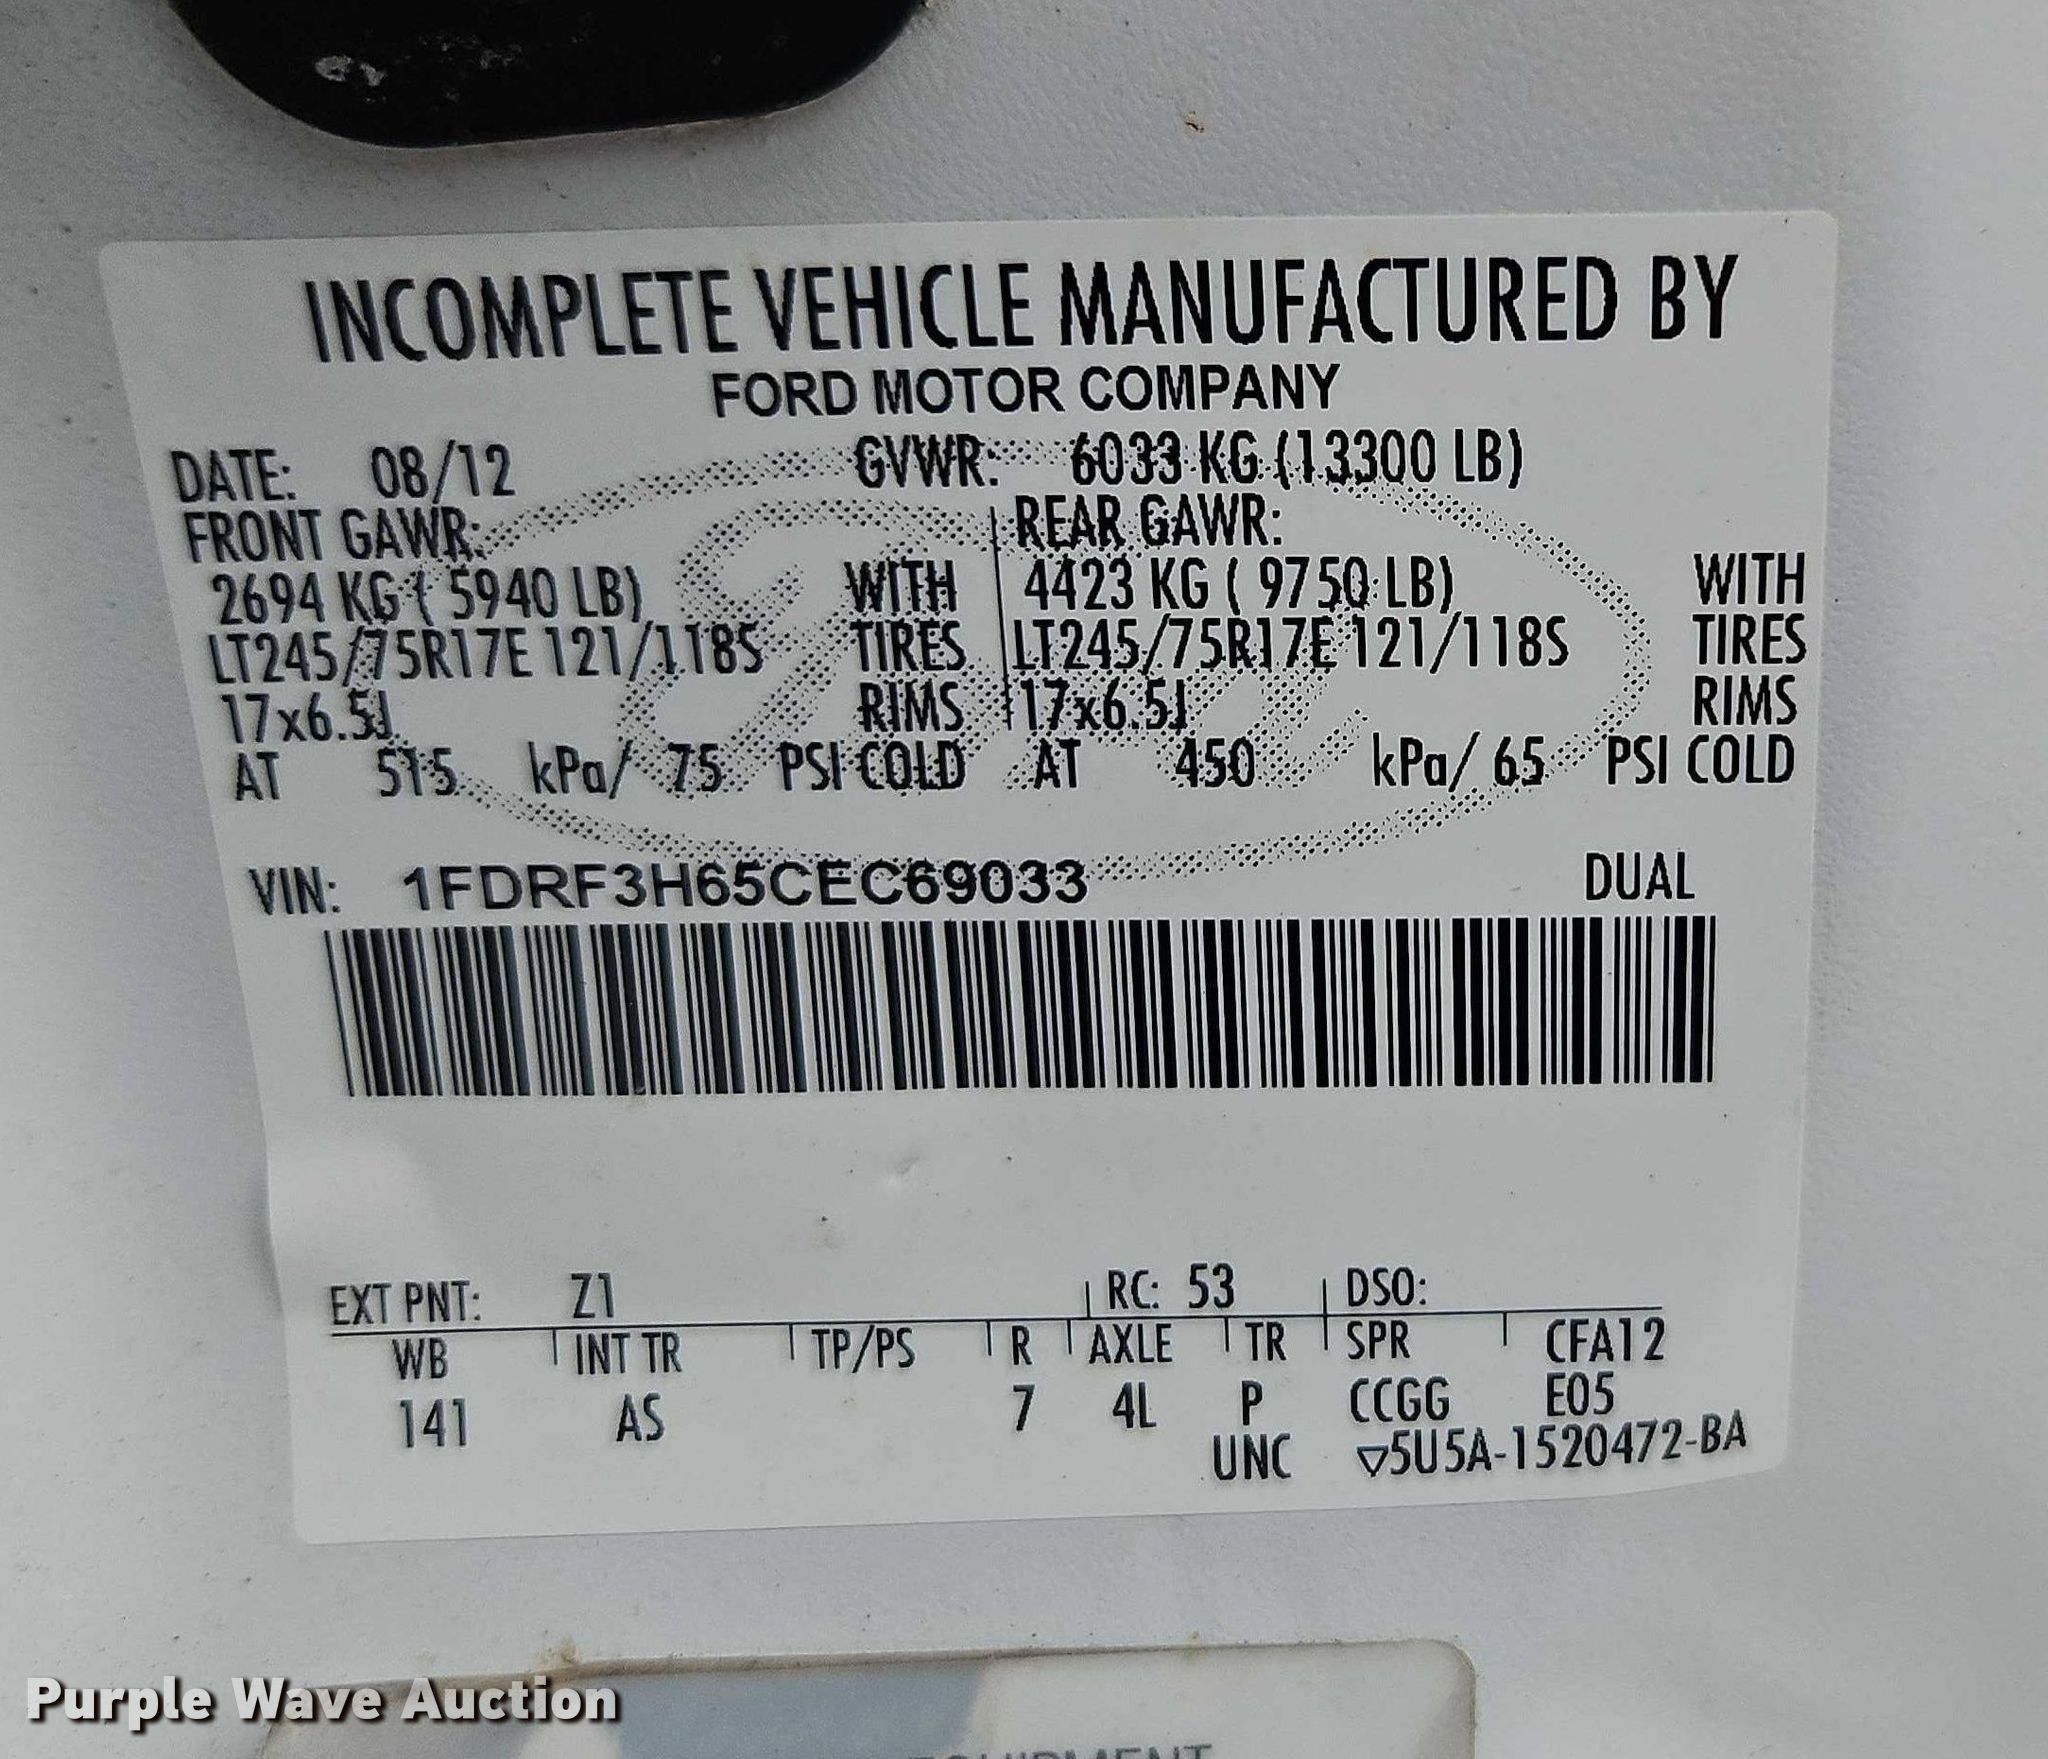 INCOMPLETE VEHICLE MANUFACTURED BY
FORD MOTOR COMPANY
DATE: 08/12 GVWR: 6033 KG (13300 LB)
FRONT GAWR: REAR GAWR:
2694 KG ( 5940 LB) WITH 4423 KG ( 9750 LB) WITH
LT245/75R17E 121/118S TIRES LT245/75R17E 121/118S TIRES
17x6.5J RIMS 17x6.5J RIMS
AT 515 kPa/ 75 PSI COLD AT 450 kPa/ 65 PSI COLD
VIN: 1FDRF3H65CEC69033 DUAL
EXT PNT: Z1 RC: 53 DSO:
WB INT TR TP/PS R AXLE TR SPR CFA12
141 AS 7 4L P CCGG E05
UNC ▽5U5A-1520472-BA
Purple Wave Auction
EQUIPMENT